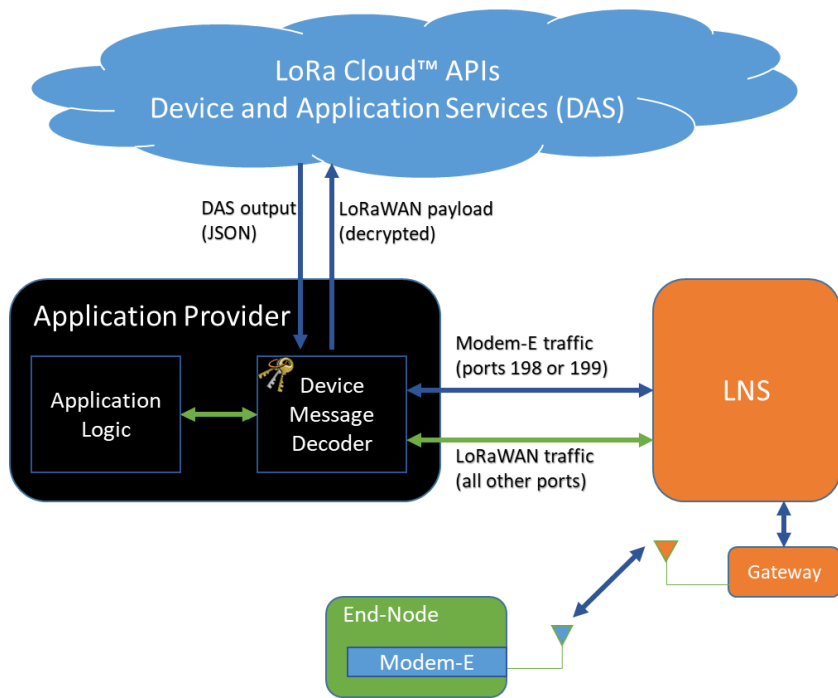 LoRa Cloud™ APIs
Device and Application Services (DAS)
DAS output
(JSON)
LoRaWAN payload
(decrypted)
Application Provider
Application
Logic
Device
Message
Decoder
Modem-E traffic
(ports 198 or 199)
LoRaWAN traffic
(all other ports)
LNS
Gateway
End-Node
Modem-E